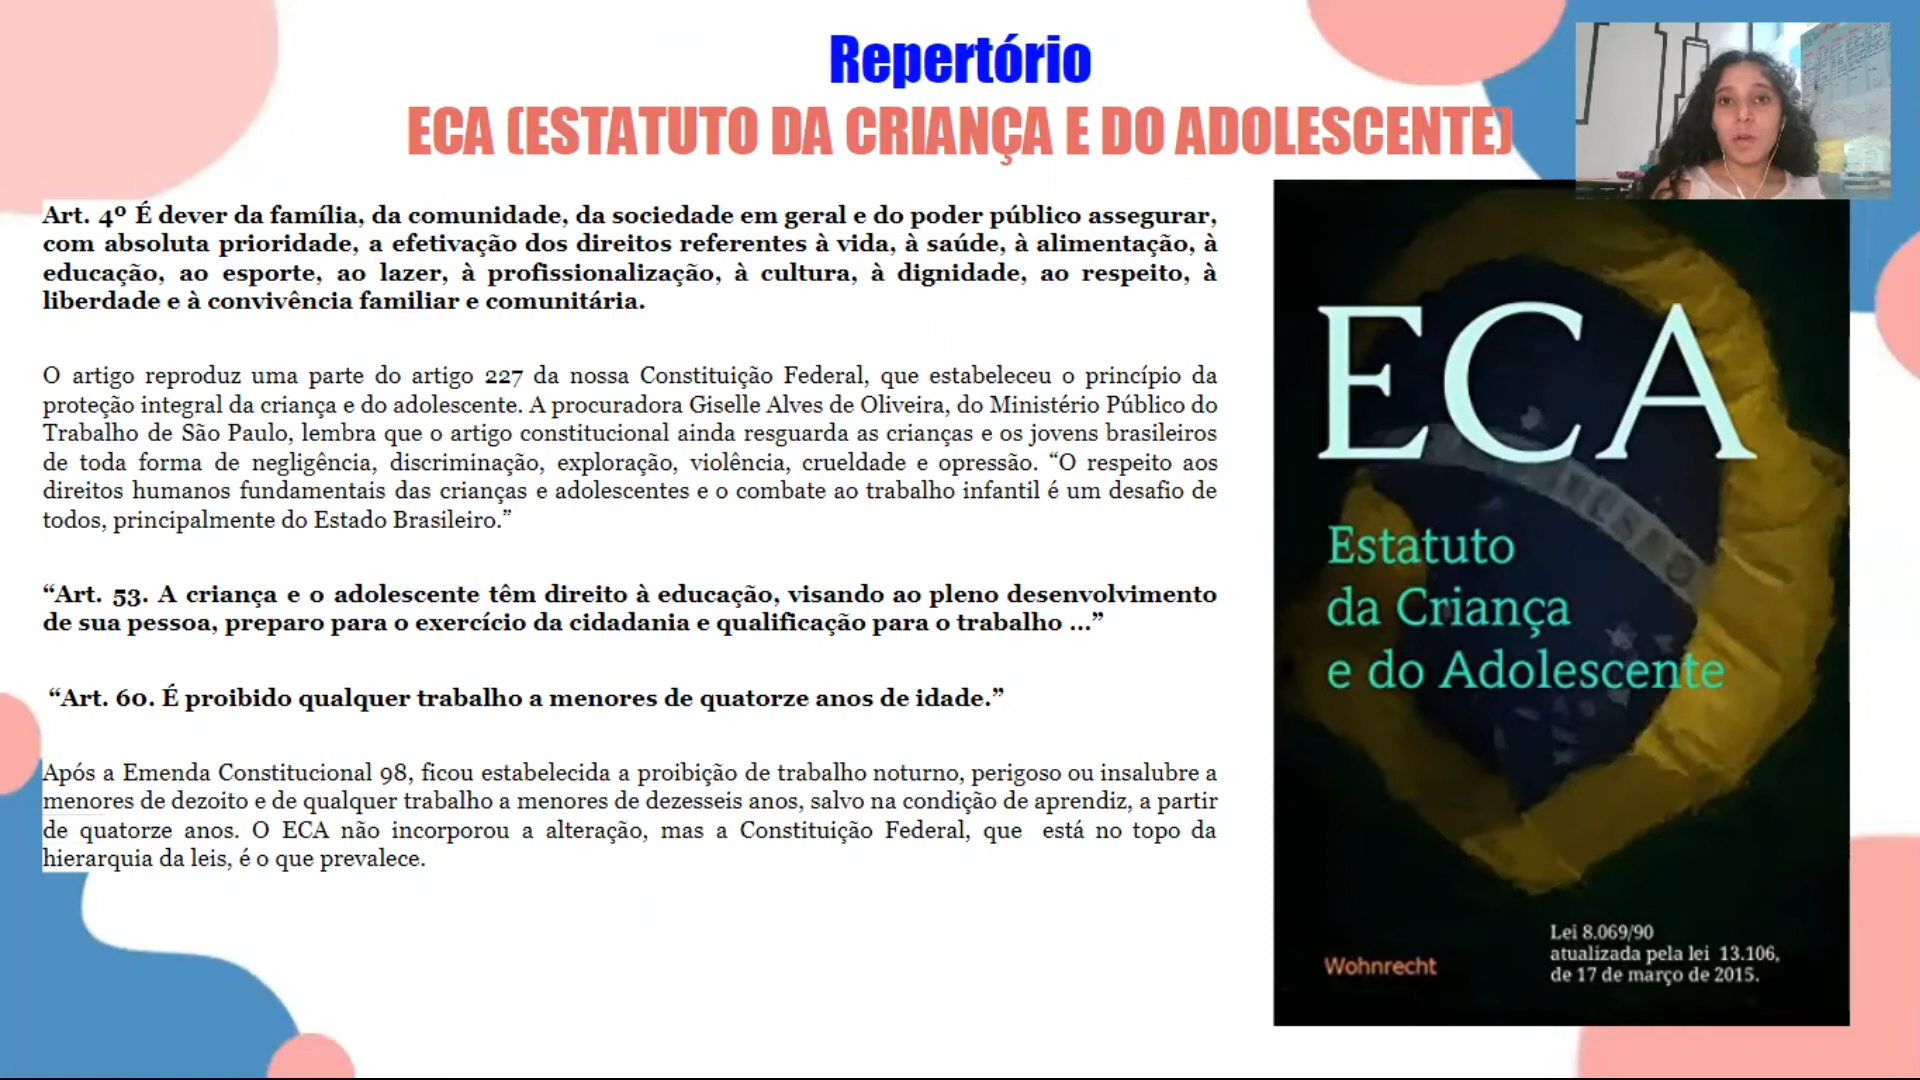 Repertório
ECA (ESTATUTO DA CRIANÇA E DO ADOLESCENTE)
Art. 4º É dever da família, da comunidade, da sociedade em geral e do poder público assegurar,
com absoluta prioridade, a efetivação dos direitos referentes à vida, à saúde, à alimentação, à
educação, ao esporte, ao lazer, à profissionalização, à cultura, à dignidade, ao respeito, à
liberdade e à convivência familiar e comunitária.
O artigo reproduz uma parte do artigo 227 da nossa Constituição Federal, que estabeleceu o princípio da
proteção integral da criança e do adolescente. A procuradora Giselle Alves de Oliveira, do Ministério Público do
Trabalho de São Paulo, lembra que o artigo constitucional ainda resguarda as crianças e os jovens brasileiros
de toda forma de negligência, discriminação, exploração, violência, crueldade e opressão. “O respeito aos
direitos humanos fundamentais das crianças e adolescentes e o combate ao trabalho infantil é um desafio de
todos, principalmente do Estado Brasileiro.”
“Art. 53. A criança e o adolescente têm direito à educação, visando ao pleno desenvolvimento
de sua pessoa, preparo para o exercício da cidadania e qualificação para o trabalho ...”
“Art. 60. É proibido qualquer trabalho a menores de quatorze anos de idade.”
Após a Emenda Constitucional 98, ficou estabelecida a proibição de trabalho noturno, perigoso ou insalubre a
menores de dezoito e de qualquer trabalho a menores de dezesseis anos, salvo na condição de aprendiz, a partir
de quatorze anos. O ECA não incorporou a alteração, mas a Constituição Federal, que está no topo da
hierarquia da leis, é o que prevalece.
ECA
Estatuto
da Criança
e do Adolescente
Lei 8.069/90
atualizada pela lei 13.106,
de 17 de março de 2015.
Wohnrecht